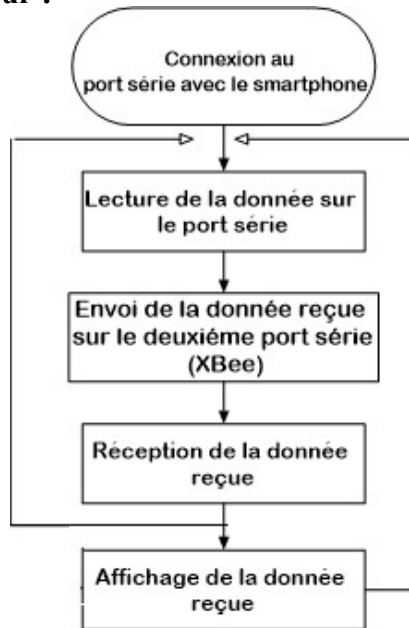 Connexion au
port série avec le smartphone
Lecture de la donnée sur
le port série
Envoi de la donnée reçue
sur le deuxiéme port série
(XBee)
Réception de la donnée
reçue
Affichage de la donnée
reçue